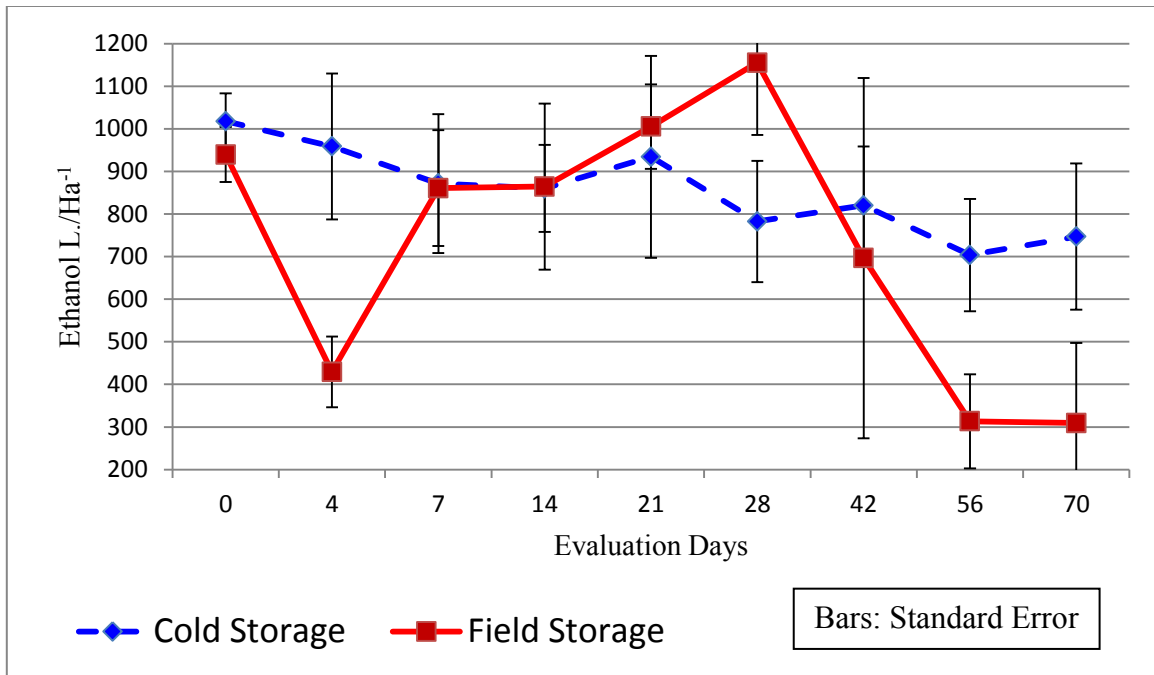 Ethanol L./Ha⁻¹
1200
1100
1000
900
800
700
600
500
400
300
200
0 4 7 14 21 28 42 56 70
Evaluation Days
Cold Storage Field Storage
Bars: Standard Error